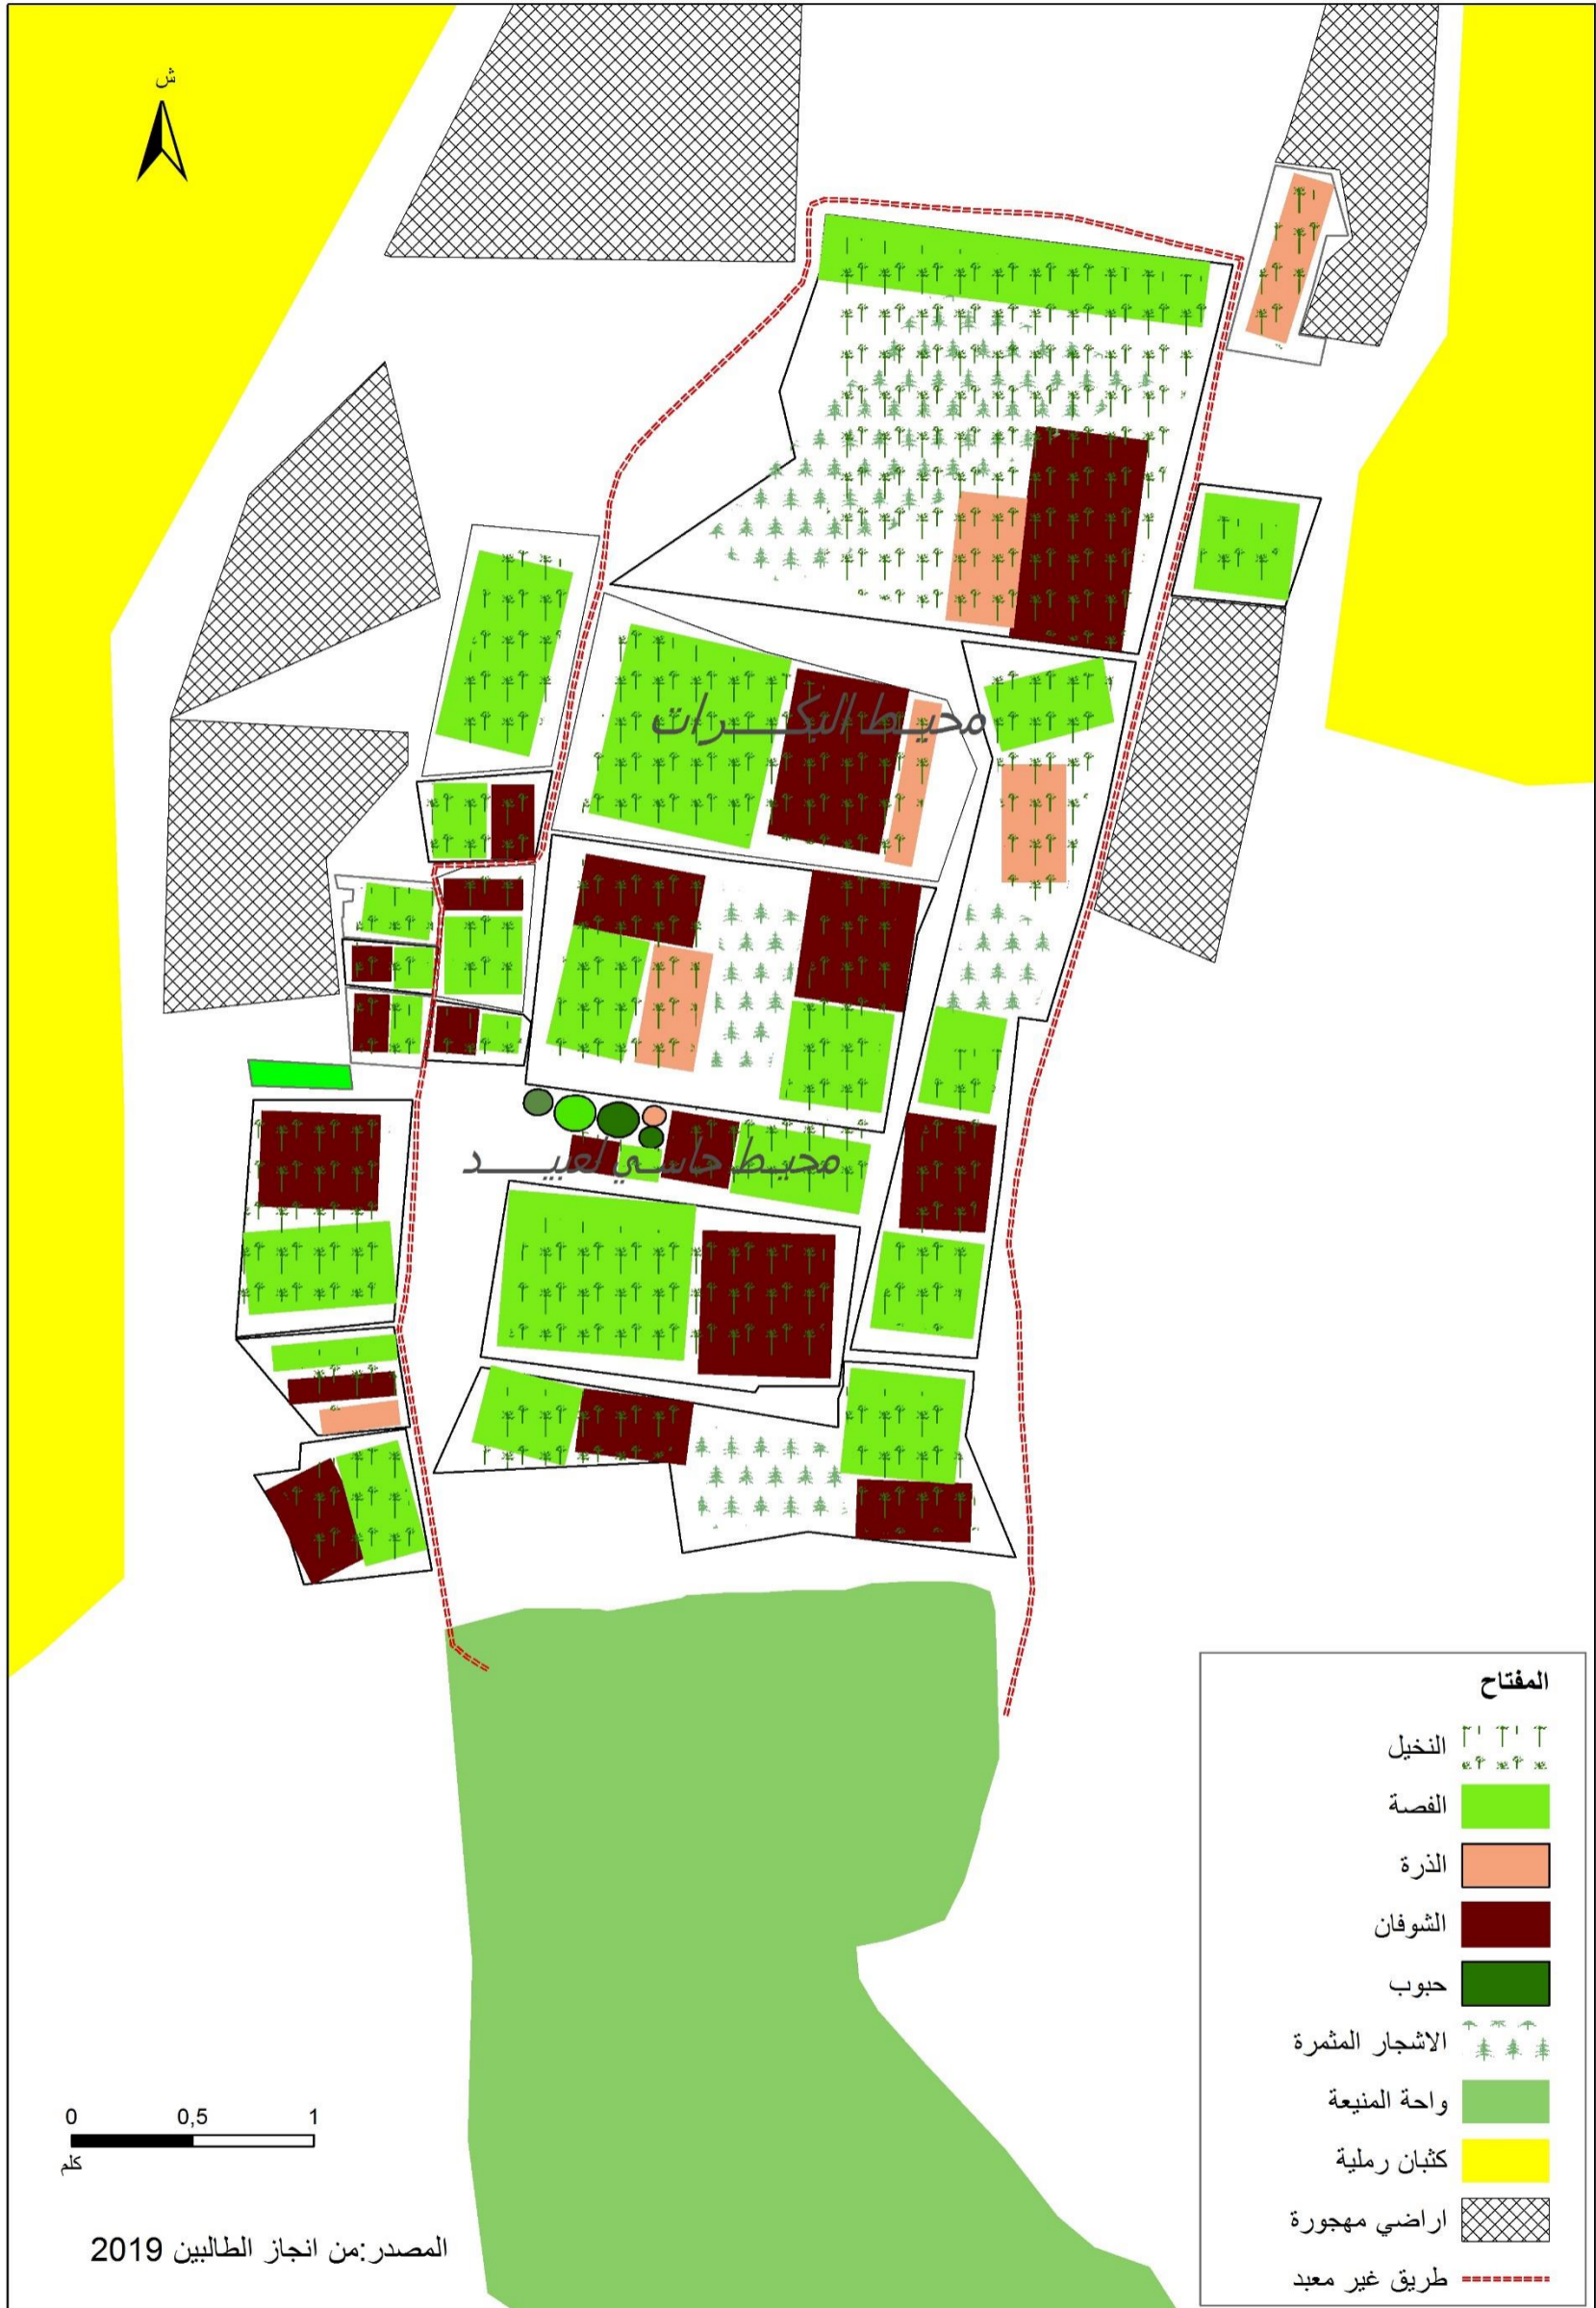 ش
محيط البكرات
محيط حاسي لعبيد
المفتاح
النخيل
الفصة
الذرة
الشوفان
حبوب
الاشجار المثمرة
واحة المنيعة
كثبان رملية
اراضي مهجورة
طريق غير معبد
0 0,5 1
كلم
المصدر:من انجاز الطالبين 2019